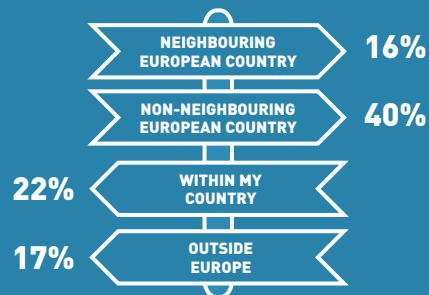 NEIGHBOURING
EUROPEAN COUNTRY
16%
NON-NEIGHBOURING
EUROPEAN COUNTRY
40%
22%
WITHIN MY
COUNTRY
17%
OUTSIDE
EUROPE